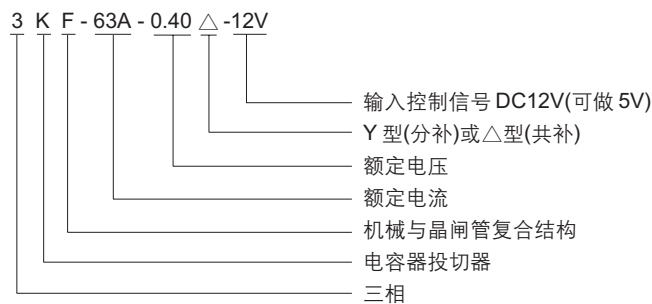 3 K F - 63A - 0.40 △ -12V
输入控制信号 DC12V(可做 5V)
Y 型(分补)或△型(共补)
额定电压
额定电流
机械与晶闸管复合结构
电容器投切器
三相